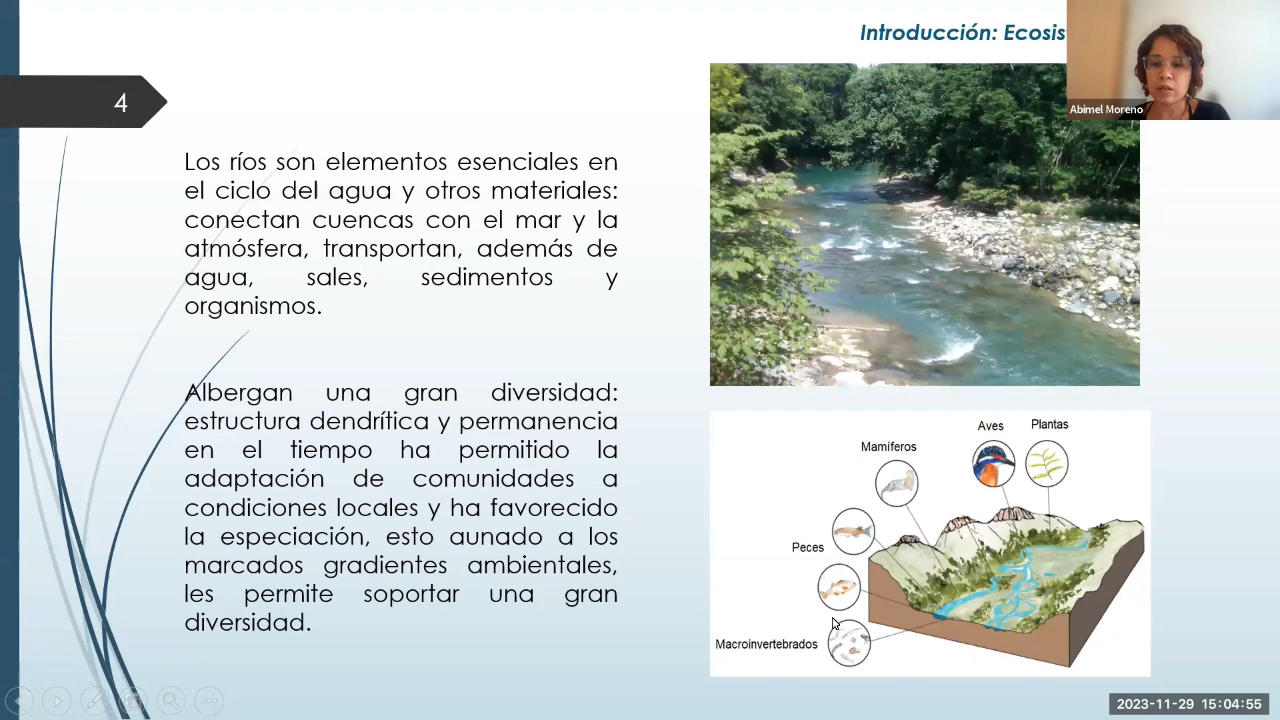 Introducción: Ecosis
Abimel Moreno
4
Los ríos son elementos esenciales en
el ciclo del agua y otros materiales:
conectan cuencas con el mar y la
atmósfera, transportan, además de
agua, sales, sedimentos y
organismos.
Albergan una gran diversidad:
estructura dendrítica y permanencia
en el tiempo ha permitido la
adaptación de comunidades a
condiciones locales y ha favorecido
la especiación, esto aunado a los
marcados gradientes ambientales,
les permite soportar una gran
diversidad.
Aves
Plantas
Mamíferos
Peces
Macroinvertebrados
2023-11-29 15:04:55